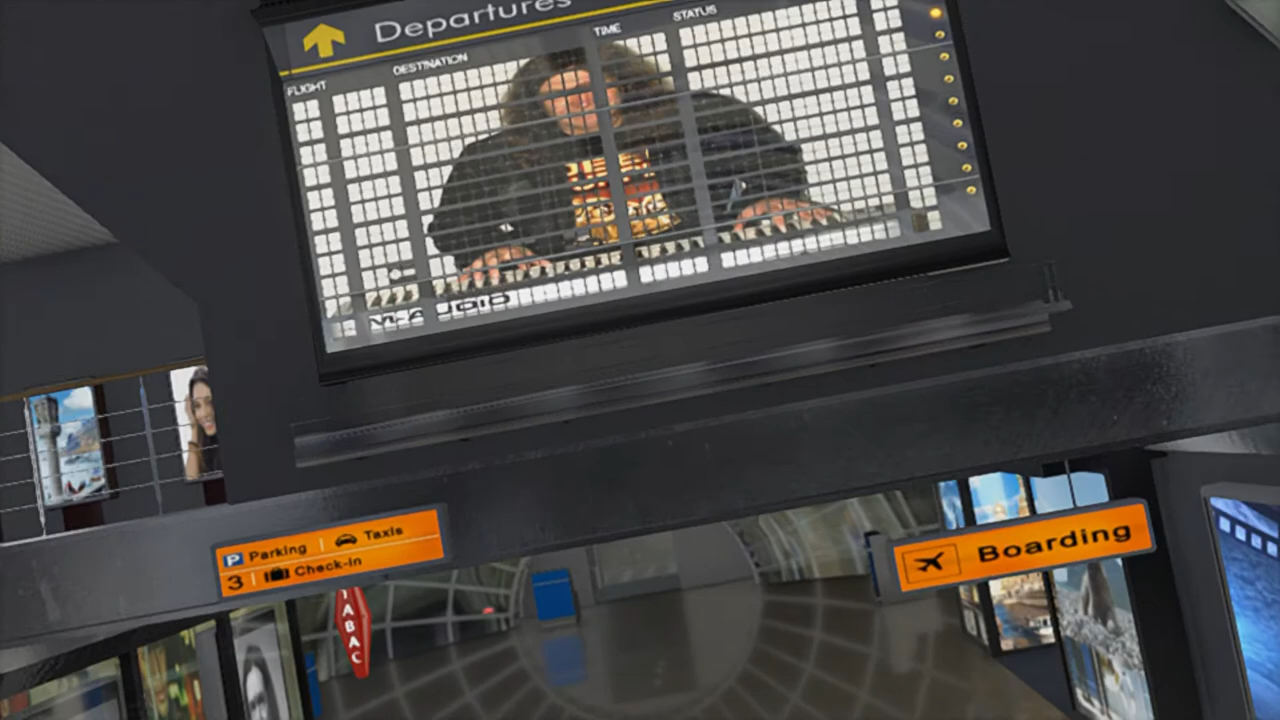 Departures
FLIGHT DESTINATION TIME STATUS
P Parking | Taxis
3 | Check-in
Boarding
TABAC